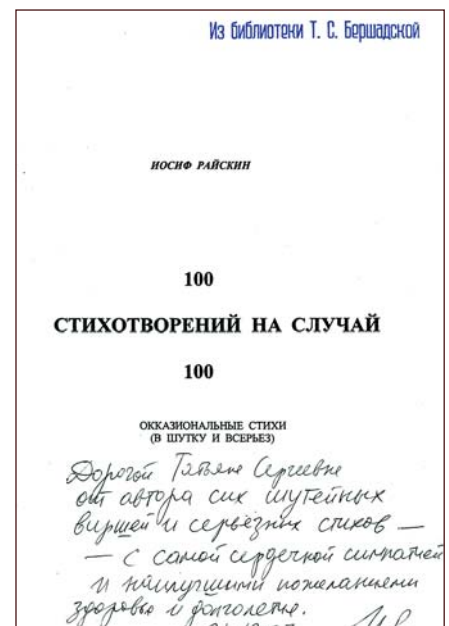 Из библиотеки Т. С. Бершадской
ИОСИФ РАЙСКИН
100
СТИХОТВОРЕНИЙ НА СЛУЧАЙ
100
ОККАЗИОНАЛЬНЫЕ СТИХИ
(В ШУТКУ И ВСЕРЬЕЗ)
Дорогой Татьяне Сергеевне
от автора сих шутейных
виршей и серьёзных стихов —
— с самой сердечной симпатией
и наилучшими пожеланиями
здоровья и долголетия.